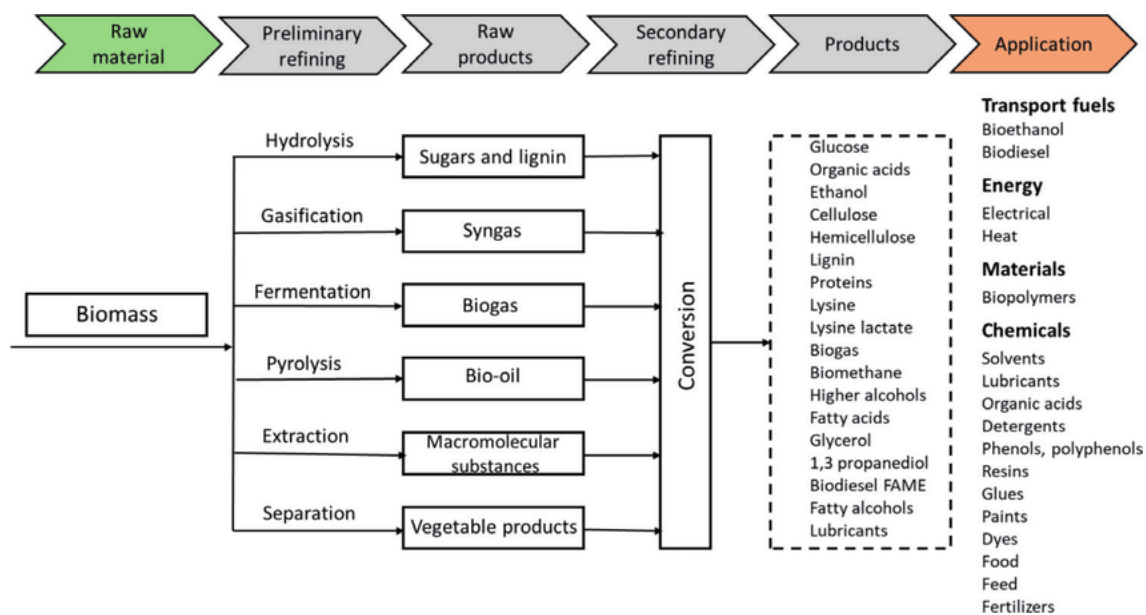 Raw
material
Preliminary
refining
Raw
products
Secondary
refining
Products
Application
Biomass
Hydrolysis
Gasification
Fermentation
Pyrolysis
Extraction
Separation
Sugars and lignin
Syngas
Biogas
Bio-oil
Macromolecular
substances
Vegetable products
Conversion
Glucose
Organic acids
Ethanol
Cellulose
Hemicellulose
Lignin
Proteins
Lysine
Lysine lactate
Biogas
Biomethane
Higher alcohols
Fatty acids
Glycerol
1,3 propanediol
Biodiesel FAME
Fatty alcohols
Lubricants
Transport fuels
Bioethanol
Biodiesel
Energy
Electrical
Heat
Materials
Biopolymers
Chemicals
Solvents
Lubricants
Organic acids
Detergents
Phenols, polyphenols
Resins
Glues
Paints
Dyes
Food
Feed
Fertilizers